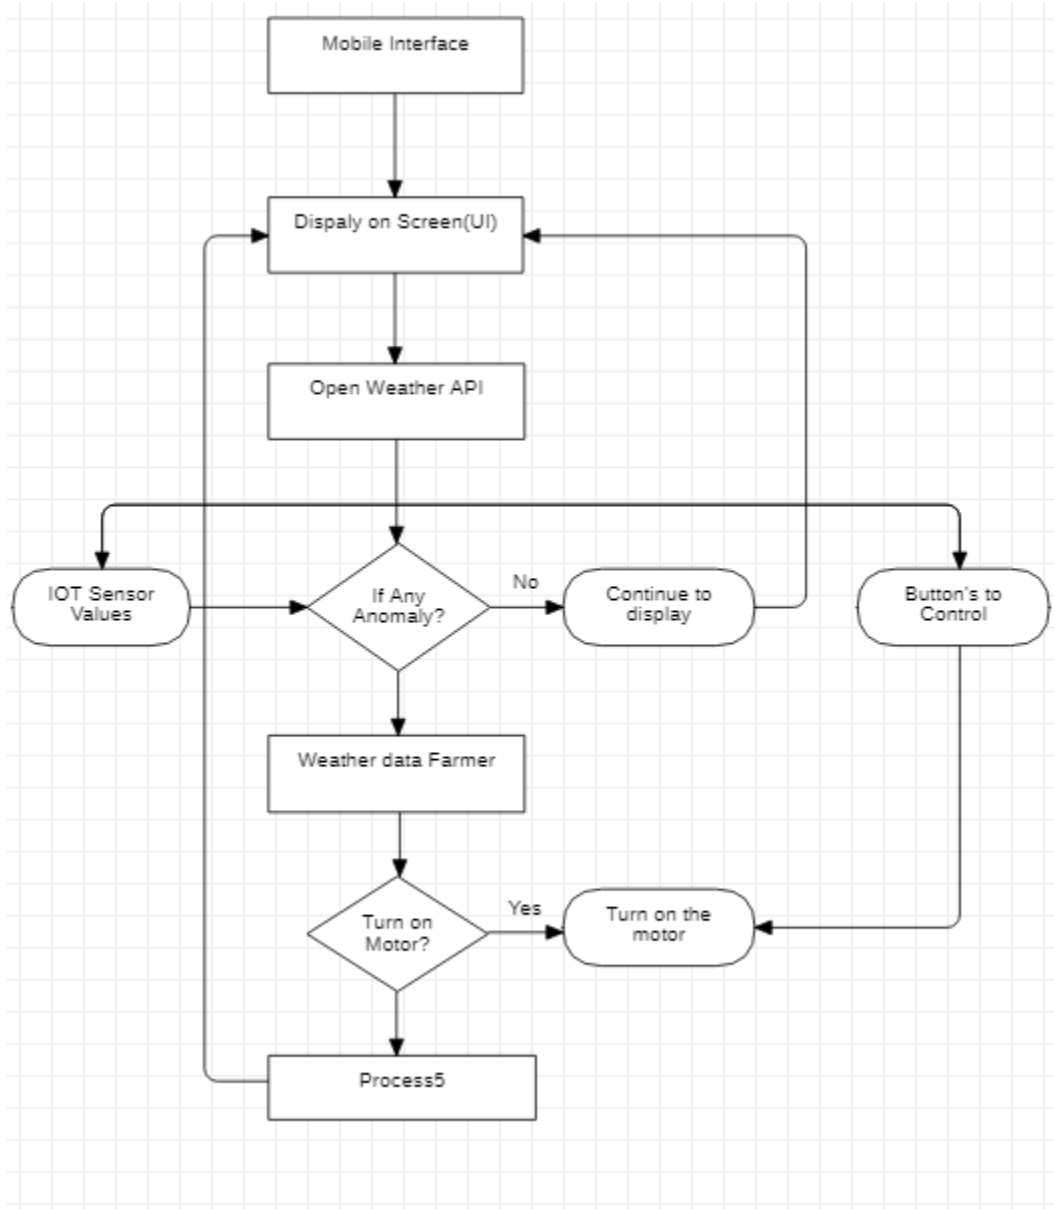 Mobile Interface
Dispaly on Screen(UI)
Open Weather API
IOT Sensor
Values
If Any
Anomaly?
No
Continue to
display
Button's to
Control
Weather data Farmer
Turn on
Motor?
Yes
Turn on the
motor
Process5